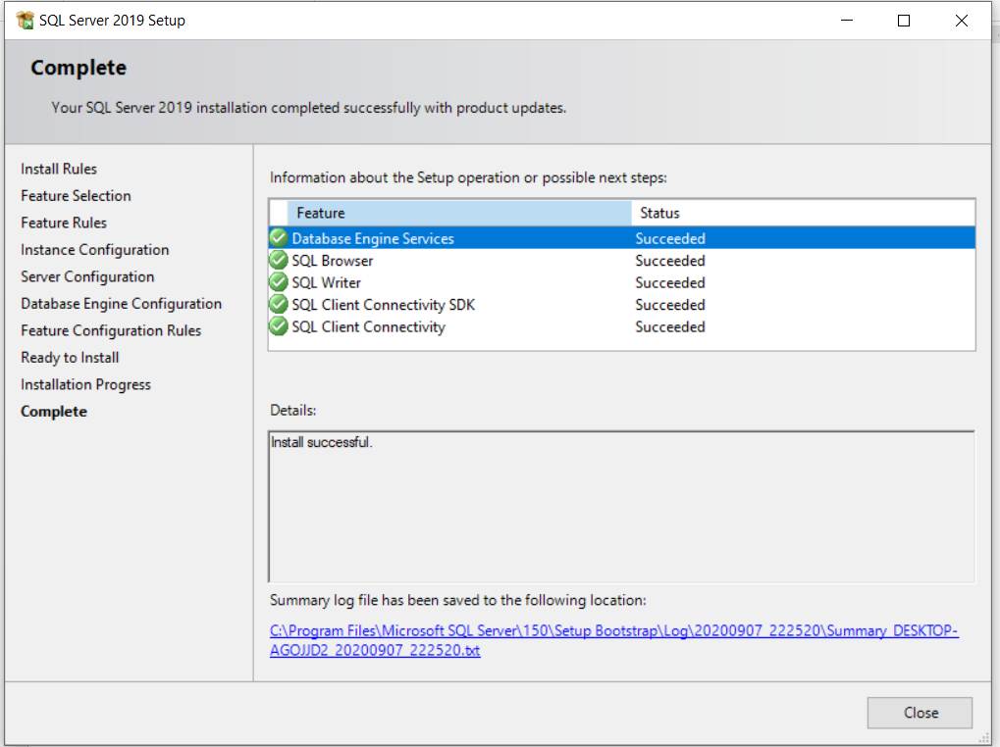 SQL Server 2019 Setup
Complete
Your SQL Server 2019 installation completed successfully with product updates.
Install Rules
Feature Selection
Feature Rules
Instance Configuration
Server Configuration
Database Engine Configuration
Feature Configuration Rules
Ready to Install
Installation Progress
Complete
Information about the Setup operation or possible next steps:
Feature Status
Database Engine Services Succeeded
SQL Browser Succeeded
SQL Writer Succeeded
SQL Client Connectivity SDK Succeeded
SQL Client Connectivity Succeeded
Details:
Install successful.
Summary log file has been saved to the following location:
C:\Program Files\Microsoft SQL Server\150\Setup Bootstrap\Log\20200907_222520\Summary_DESKTOP-
AGOJJD2_20200907_222520.txt
Close